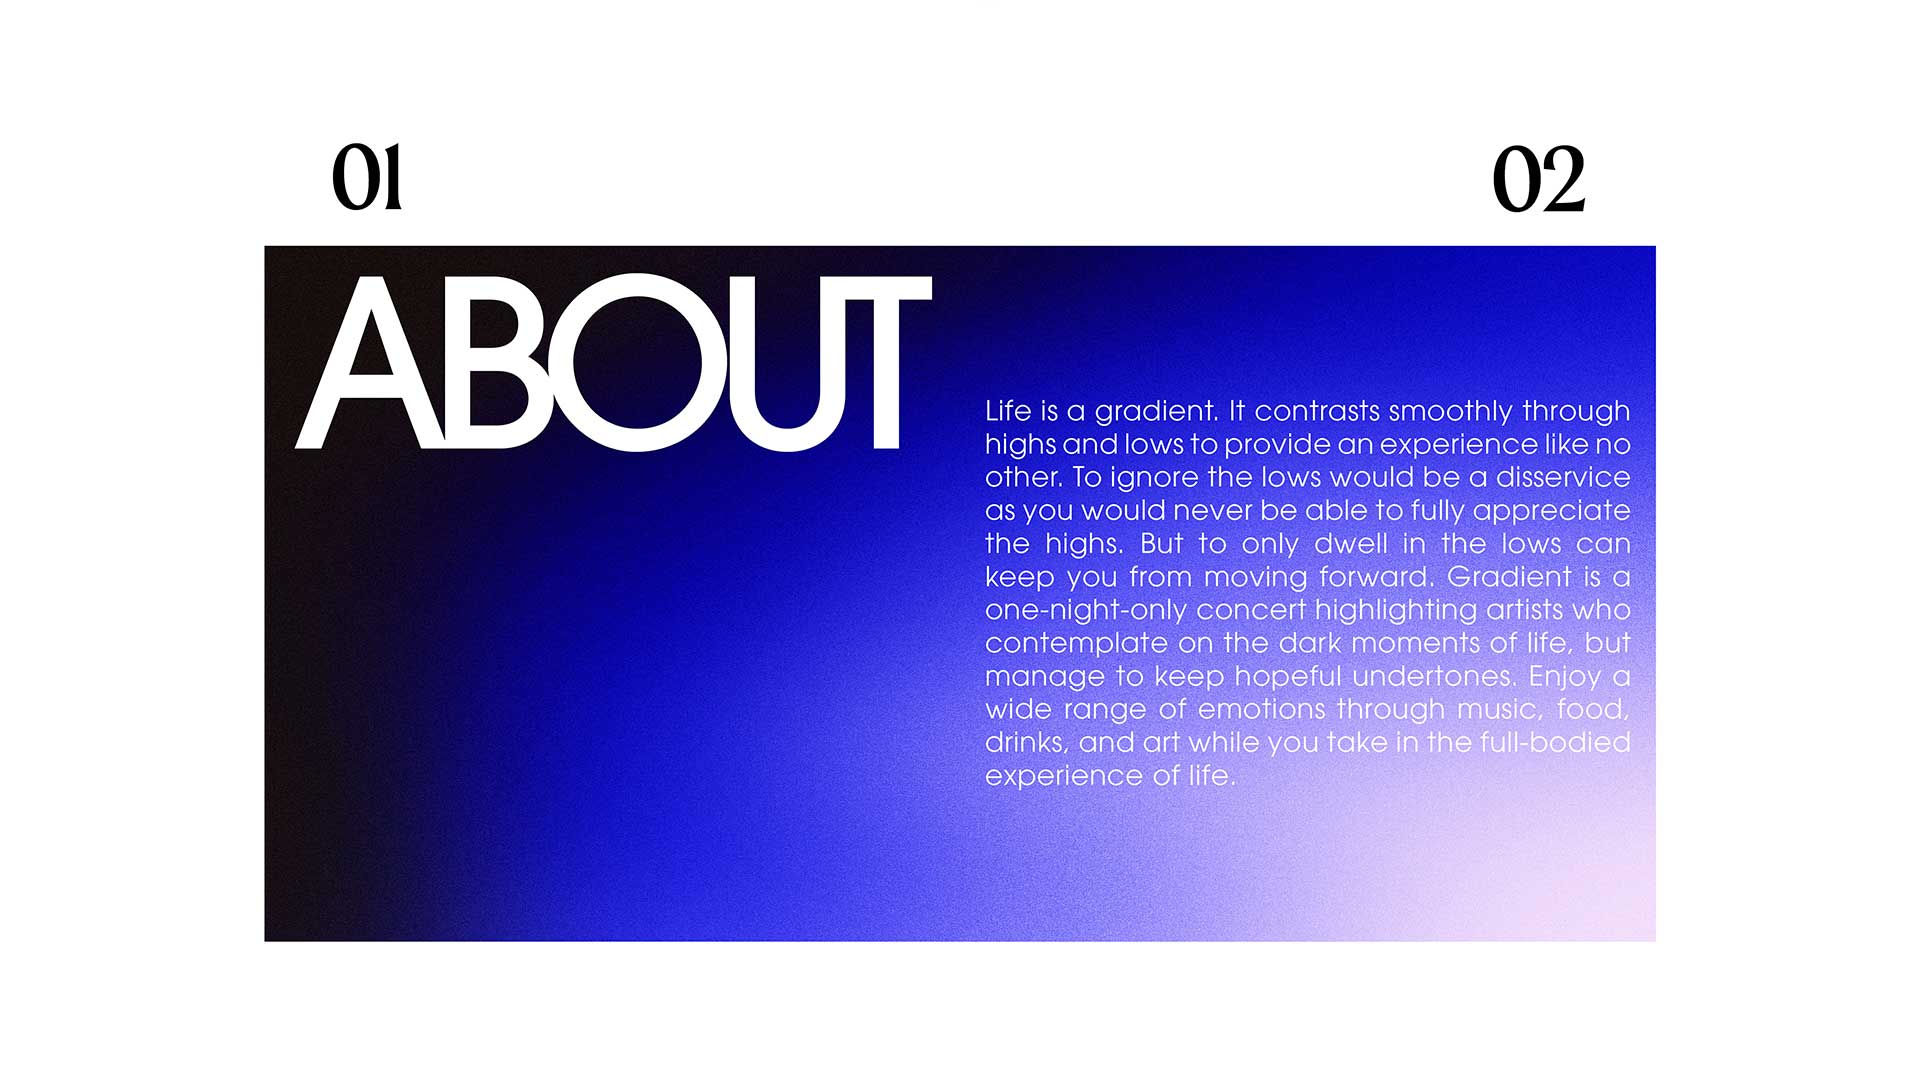 01
02
ABOUT
Life is a gradient. It contrasts smoothly through
highs and lows to provide an experience like no
other. To ignore the lows would be a disservice
as you would never be able to fully appreciate
the highs. But to only dwell in the lows can
keep you from moving forward. Gradient is a
one-night-only concert highlighting artists who
contemplate on the dark moments of life, but
manage to keep hopeful undertones. Enjoy a
wide range of emotions through music, food,
drinks, and art while you take in the full-bodied
experience of life.